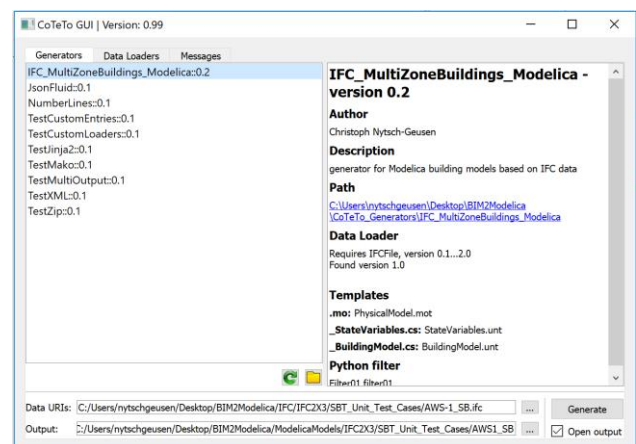 CoTeTo GUI | Version: 0.99
Generators Data Loaders Messages
IFC_MultiZoneBuildings_Modelica::0.2
JsonFluid::0.1
NumberLines::0.1
TestCustomEntries::0.1
TestCustomLoaders::0.1
TestJinja2::0.1
TestMako::0.1
TestMultiOutput::0.1
TestXML::0.1
TestZip::0.1
IFC_MultiZoneBuildings_Modelica -
version 0.2
Author
Christoph Nytsch-Geusen
Description
generator for Modelica building models based on IFC data
Path
C:\Users\nytschgeusen\Desktop\BIM2Modelica
\CoTeTo_Generators\IFC_MultiZoneBuildings_Modelica
Data Loader
Requires IFCFile, version 0.1...2.0
Found version 1.0
Templates
.mo: PhysicalModel.mot
_StateVariables.cs: StateVariables.unt
_BuildingModel.cs: BuildingModel.unt
Python filter
Filter01 filter01
Data URIs: C:/Users/nytschgeusen/Desktop/BIM2Modelica/IFC/IFC2X3/SBT_Unit_Test_Cases/AWS-1_SB.ifc ... Generate
Output: C:/Users/nytschgeusen/Desktop/BIM2Modelica/ModelicaModels/IFC2X3/SBT_Unit_Test_Cases/AWS1_SB ... Open output